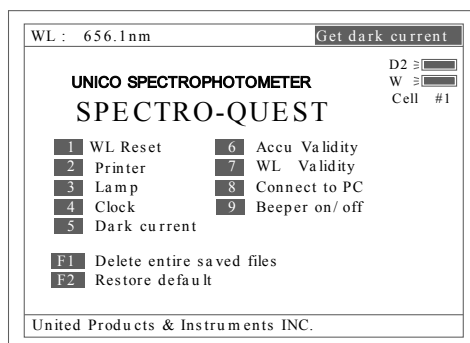 WL: 656.1nm Get dark current
D2
UNICO SPECTROPHOTOMETER W
SPECTRO-QUEST Cell #1
1 WL Reset 6 Accu Validity
2 Printer 7 WL Validity
3 Lamp 8 Connect to PC
4 Clock 9 Beeper on/off
5 Dark current
F1 Delete entire saved files
F2 Restore default
United Products & Instruments INC.